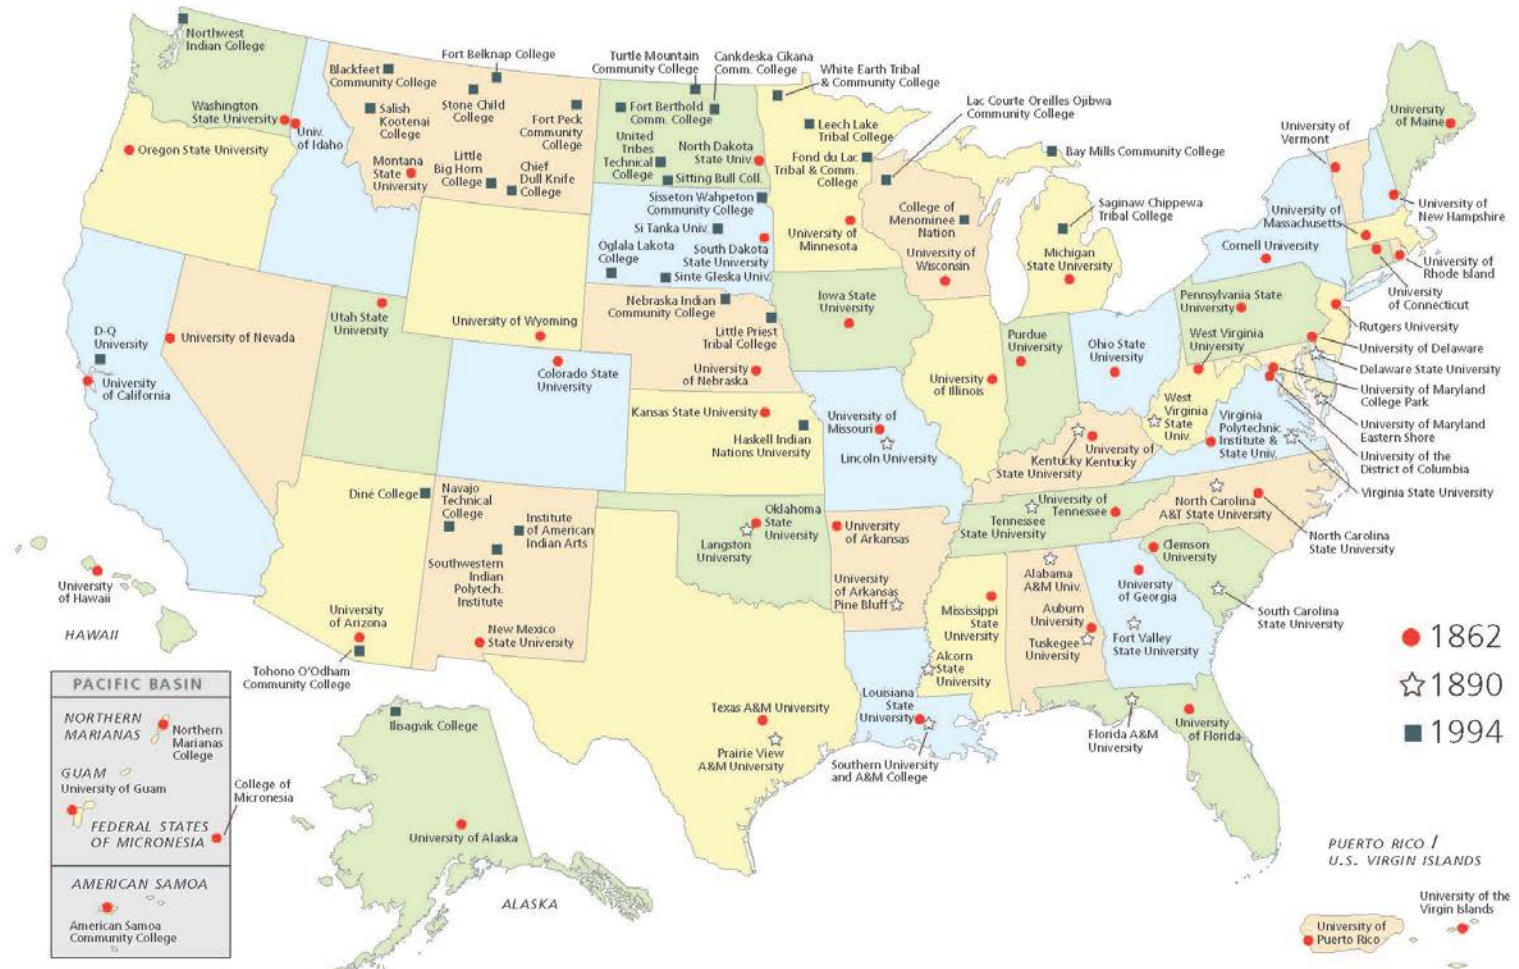 Northwest
Indian College
Washington
State University
Univ.
of Idaho
Oregon State University
Blackfeet
Community College
Fort Belknap College
Salish
Kootenai
College
Stone Child
College
Fort Peck
Community
College
Montana
State
University
Little
Big Horn
College
Chief
Dull Knife
College
Turtle Mountain
Community College
Cankdeska Cikana
Comm. College
Fort Berthold
Comm. College
United
Tribes
Technical
College
North Dakota
State Univ.
Sitting Bull Coll.
White Earth Tribal
& Community College
Leech Lake
Tribal College
Fond du Lac
Tribal & Comm.
College
Lac Courte Oreilles Ojibwa
Community College
Bay Mills Community College
Saginaw Chippewa
Tribal College
College of
Menominee
Nation
University of
Wisconsin
Michigan
State University
University of
Minnesota
Sisseton Wahpeton
Community College
Si Tanka Univ.
Oglala Lakota
College
South Dakota
State University
Sinte Gleska Univ.
Nebraska Indian
Community College
Little Priest
Tribal College
University
of Nebraska
Iowa State
University
University
of Maine
University of
Vermont
University of
New Hampshire
University of
Massachusetts
Cornell University
University of
Rhode Island
University
of Connecticut
Pennsylvania State
University
Rutgers University
West Virginia
University
University of Delaware
Delaware State University
University of Maryland
College Park
University of Maryland
Eastern Shore
University of the
District of Columbia
Virginia State University
West
Virginia
State
Univ.
Virginia
Polytechnic
Institute &
State Univ.
Purdue
University
Ohio State
University
University
of Illinois
D-Q
University
University
of California
University of Nevada
Utah State
University
University of Wyoming
Colorado State
University
Kansas State University
Haskell Indian
Nations University
University of
Missouri
Lincoln University
Kentucky
State University
University of
Kentucky
University of
Tennessee
Tennessee
State University
North Carolina
A&T State University
North Carolina
State University
Clemson
University
University
of Georgia
South Carolina
State University
Fort Valley
State University
Alabama
A&M Univ.
Auburn
University
Tuskegee
University
Mississippi
State
University
Alcorn
State
University
University
of Arkansas
University
of Arkansas
Pine Bluff
Oklahoma
State
University
Langston
University
Diné College
Navajo
Technical
College
Institute
of American
Indian Arts
Southwestern
Indian
Polytech.
Institute
New Mexico
State University
University
of Arizona
Tohono O'Odham
Community College
Texas A&M University
Prairie View
A&M University
Louisiana
State
University
Southern University
and A&M College
Florida A&M
University
University
of Florida
University
of Hawaii
HAWAII
PACIFIC BASIN
NORTHERN
MARIANAS
Northern
Marianas
College
GUAM
University of Guam
FEDERAL STATES
OF MICRONESIA
College of
Micronesia
AMERICAN SAMOA
American Samoa
Community College
Ilisagvik College
University of Alaska
ALASKA
1862
1890
1994
PUERTO RICO /
U.S. VIRGIN ISLANDS
University of the
Virgin Islands
University of
Puerto Rico